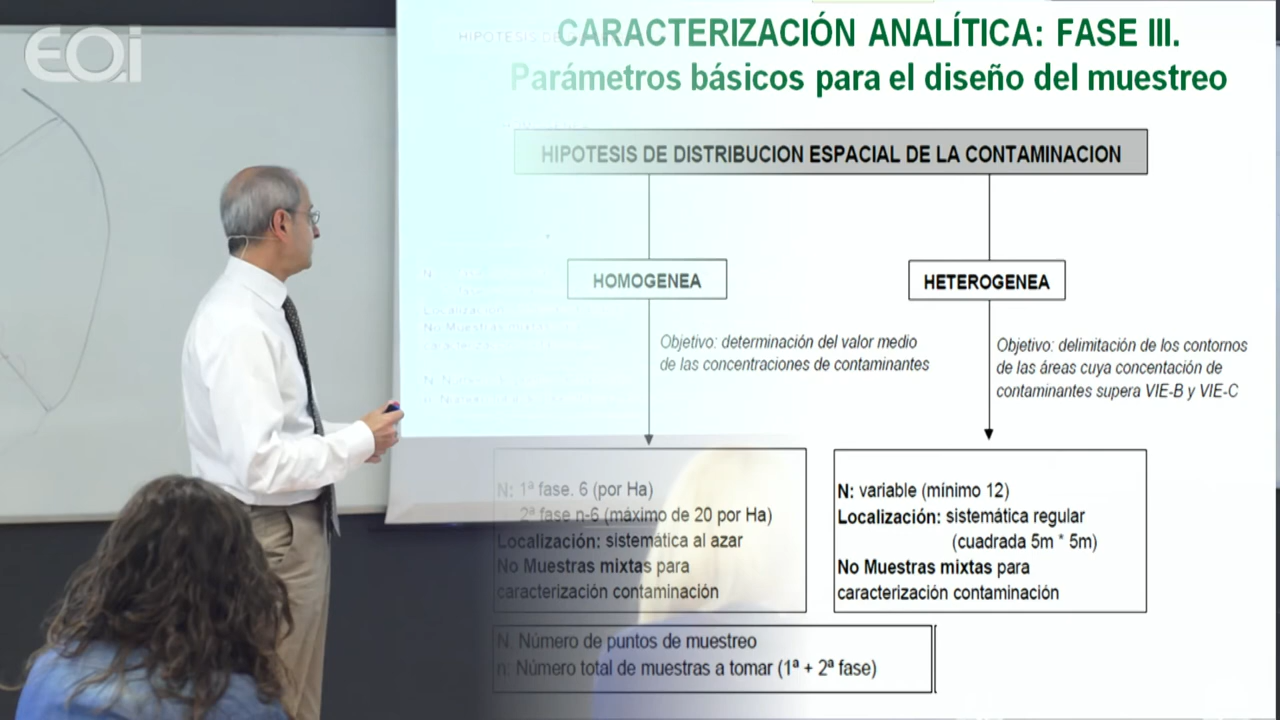 EOi
CARACTERIZACIÓN ANALÍTICA: FASE III.
Parámetros básicos para el diseño del muestreo
HIPOTESIS DE DISTRIBUCION ESPACIAL DE LA CONTAMINACION
HOMOGENEA
HETEROGENEA
Objetivo: determinación del valor medio
de las concentraciones de contaminantes
Objetivo: delimitación de los contornos
de las áreas cuya concentación de
contaminantes supera VIE-B y VIE-C
N: 1ª fase. 6 (por Ha)
2ª fase n-6 (máximo de 20 por Ha)
Localización: sistemática al azar
No Muestras mixtas para
caracterización contaminación
N: variable (mínimo 12)
Localización: sistemática regular
(cuadrada 5m * 5m)
No Muestras mixtas para
caracterización contaminación
N: Número de puntos de muestreo
n: Número total de muestras a tomar (1ª + 2ª fase)